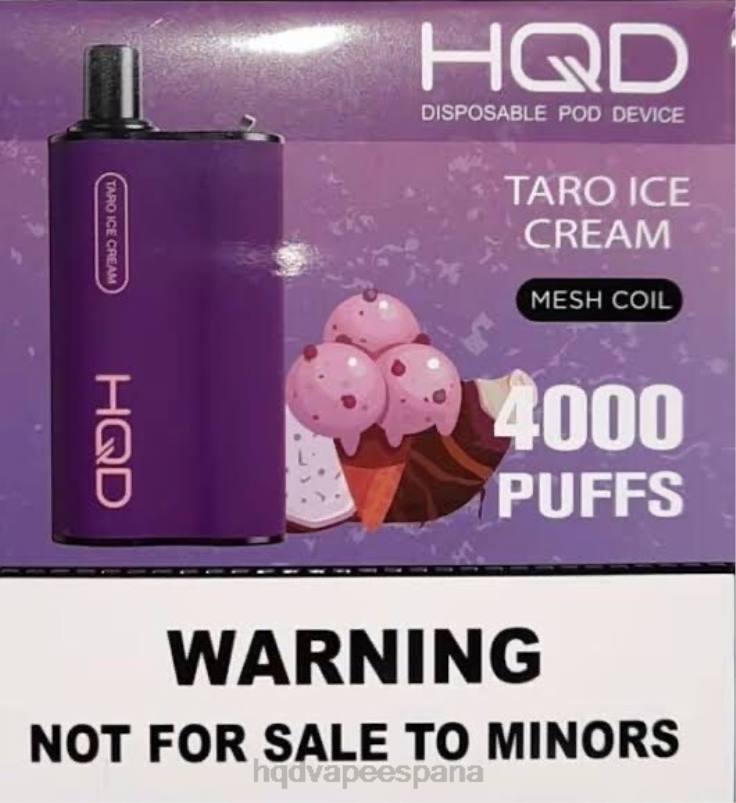 HQD
DISPOSABLE POD DEVICE
TARO ICE
CREAM
MESH COIL
4000
PUFFS
TARO ICE CREAM
HQD
WARNING
NOT FOR SALE TO MINORS
hqdvapeespana